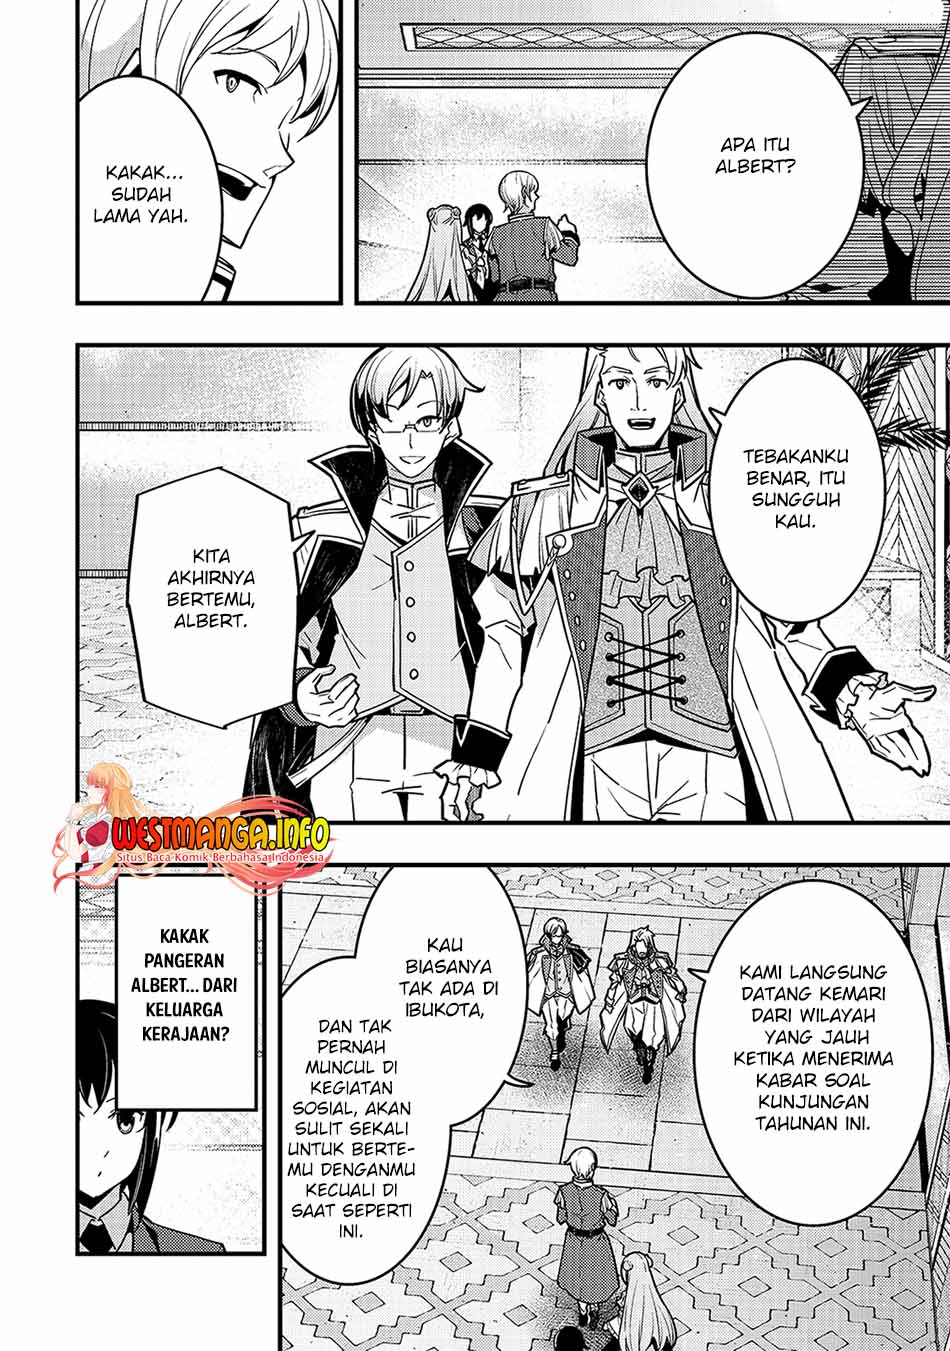 APA ITU
ALBERT?
KAKAK...
SUDAH
LAMA YAH.
TEBAKANKU
BENAR, ITU
SUNGGUH
KAU.
KITA
AKHIRNYA
BERTEMU,
ALBERT.
WESTMANGA.INFO
Situs Baca Komik Berbahasa Indonesia
KAMI LANGSUNG
DATANG KEMARI
DARI WILAYAH
YANG JAUH
KETIKA MENERIMA
KABAR SOAL
KUNJUNGAN
TAHUNAN INI.
KAU
BIASANYA
TAK ADA DI
IBUKOTA,
DAN TAK
PERNAH
MUNCUL DI
KEGIATAN
SOSIAL, AKAN
SULIT SEKALI
UNTUK BERTE-
MU DENGANMU
KECUALI DI
SAAT SEPERTI
INI.
KAKAK
PANGERAN
ALBERT... DARI
KELUARGA
KERAJAAN?